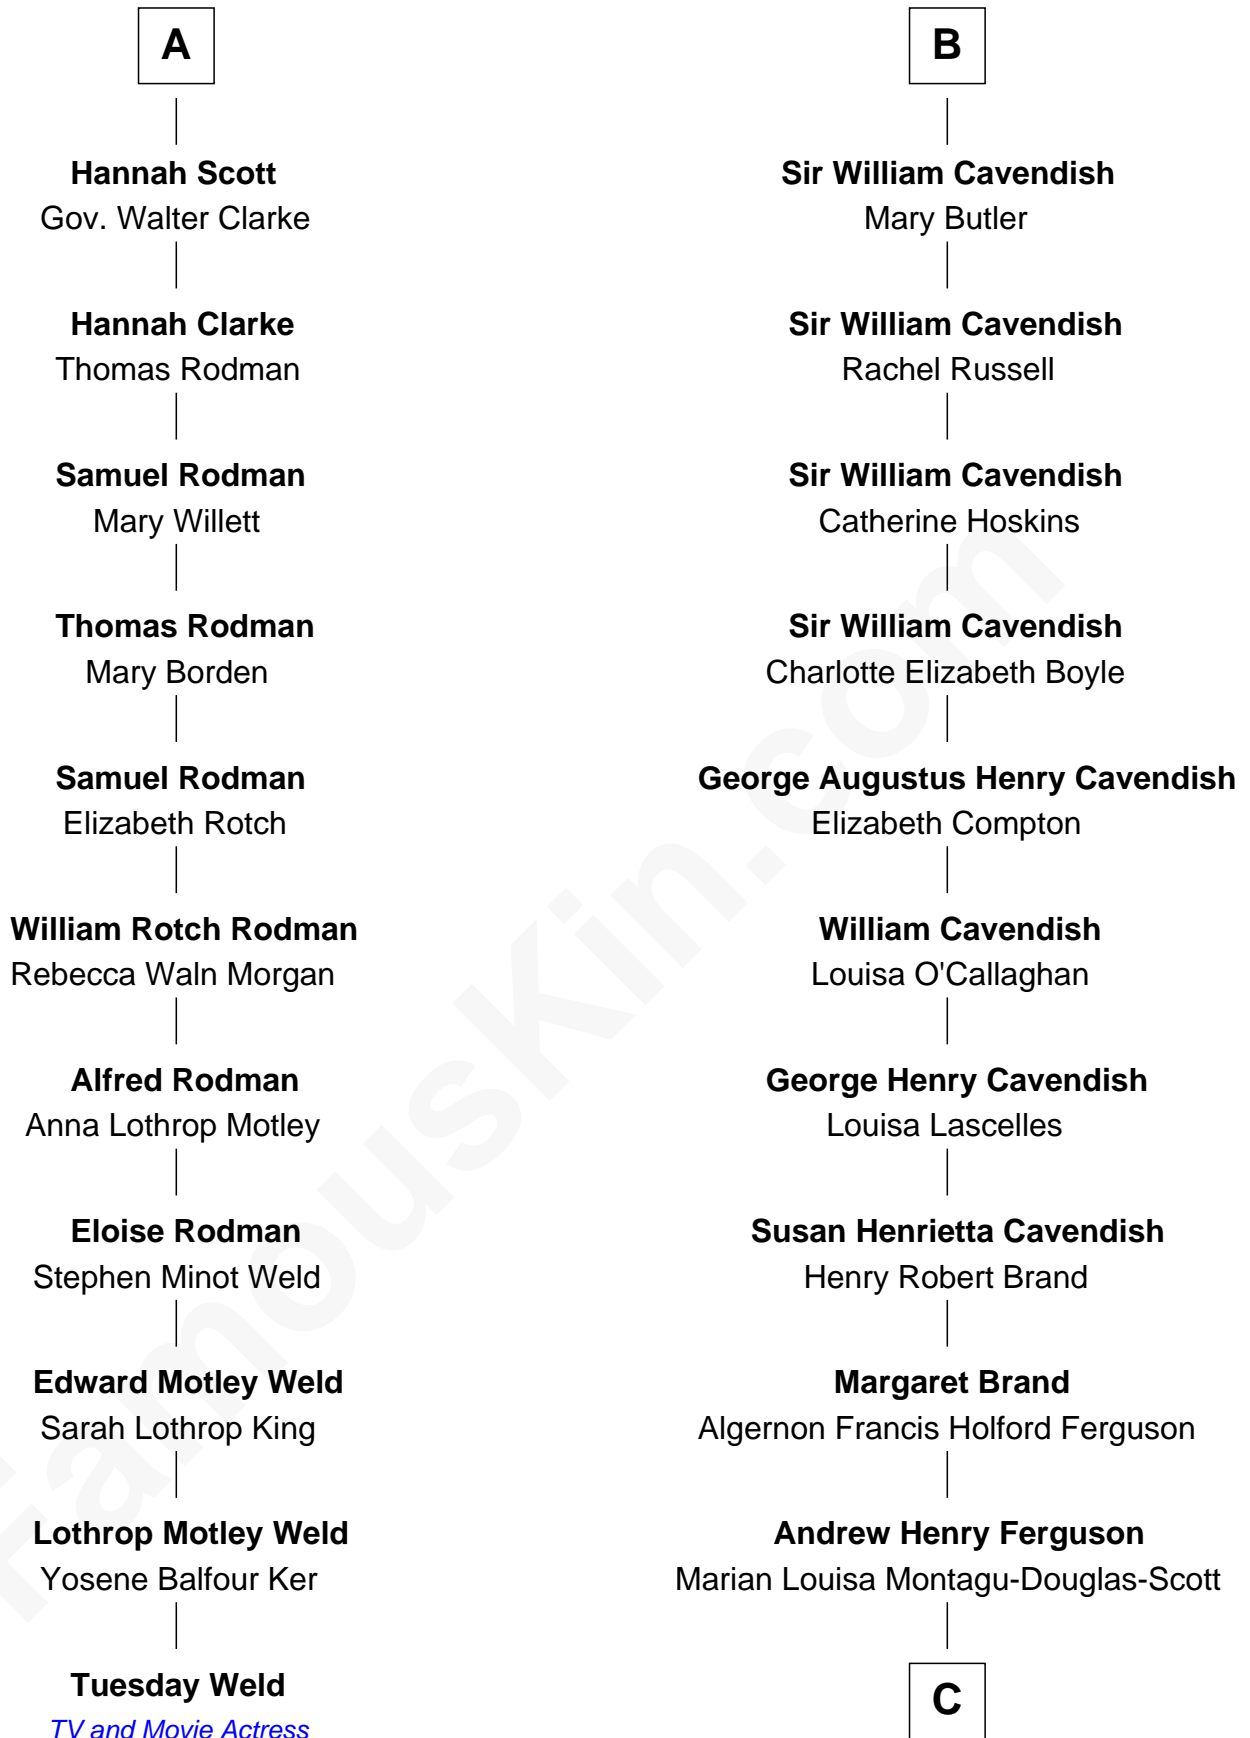 A
Hannah Scott
Gov. Walter Clarke
Hannah Clarke
Thomas Rodman
Samuel Rodman
Mary Willett
Thomas Rodman
Mary Borden
Samuel Rodman
Elizabeth Rotch
William Rotch Rodman
Rebecca Waln Morgan
Alfred Rodman
Anna Lothrop Motley
Eloise Rodman
Stephen Minot Weld
Edward Motley Weld
Sarah Lothrop King
Lothrop Motley Weld
Yosene Balfour Ker
Tuesday Weld
TV and Movie Actress
B
Sir William Cavendish
Mary Butler
Sir William Cavendish
Rachel Russell
Sir William Cavendish
Catherine Hoskins
Sir William Cavendish
Charlotte Elizabeth Boyle
George Augustus Henry Cavendish
Elizabeth Compton
William Cavendish
Louisa O'Callaghan
George Henry Cavendish
Louisa Lascelles
Susan Henrietta Cavendish
Henry Robert Brand
Margaret Brand
Algernon Francis Holford Ferguson
Andrew Henry Ferguson
Marian Louisa Montagu-Douglas-Scott
C
FamousKin.com